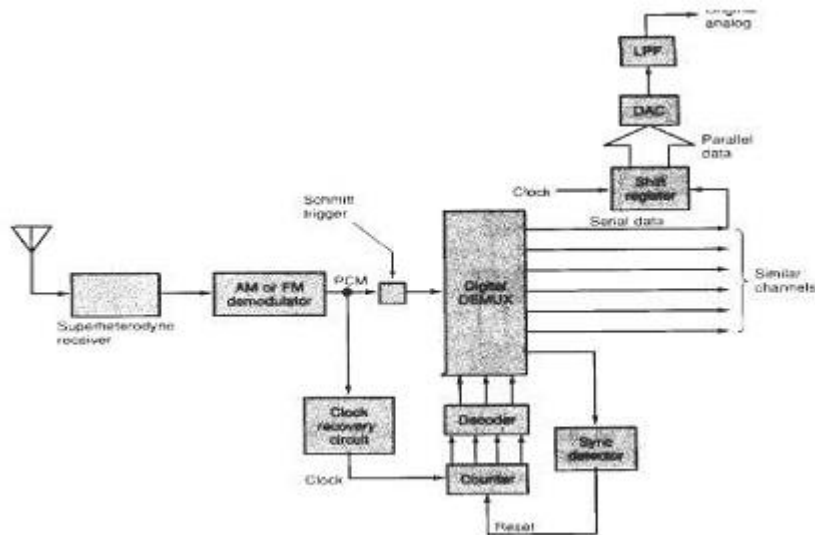 analog
LPF
DAC
Parallel
data
Clock
Shift
register
Schmitt
trigger
Serial data
AM or FM
demodulator
PCM
Digital
DEMUX
Similar
channels
Superheterodyne
receiver
Clock
recovery
circuit
Decoder
Sync
detector
Clock
Counter
Reset